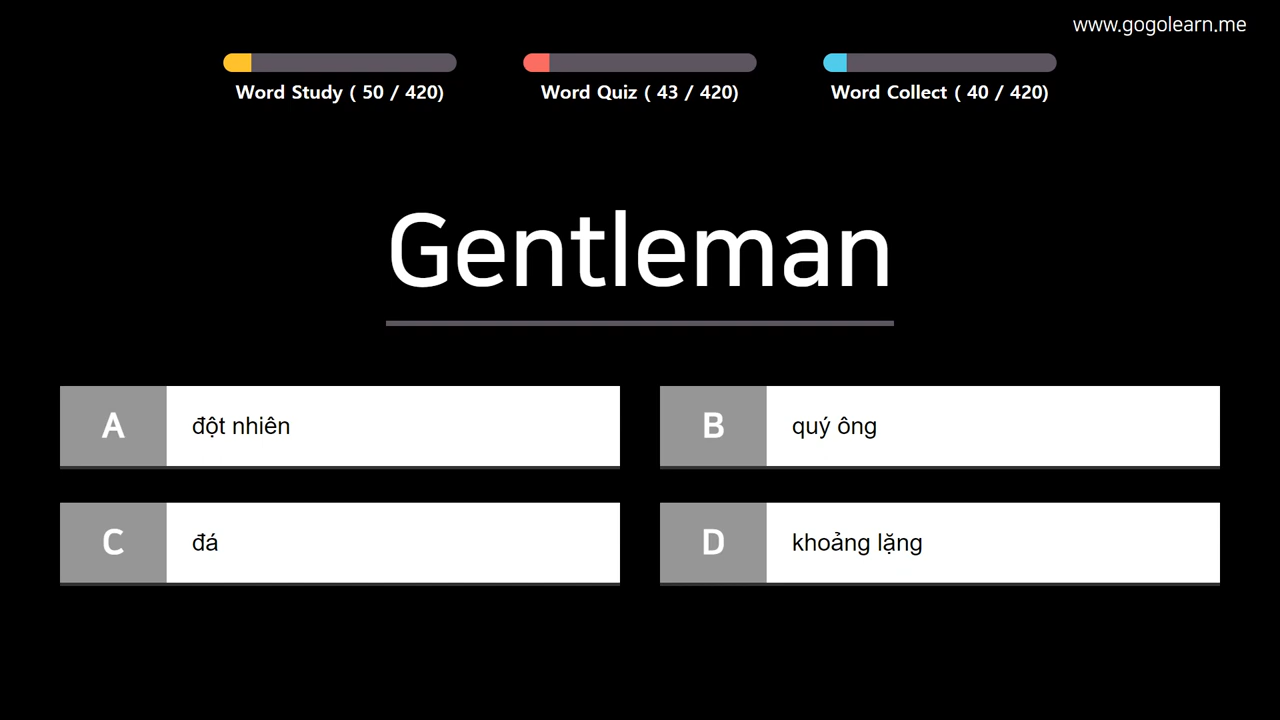 www.gogolearn.me
Word Study ( 50 / 420)
Word Quiz ( 43 / 420)
Word Collect ( 40 / 420)
Gentleman
A
đột nhiên
B
quý ông
C
đá
D
khoảng lặng